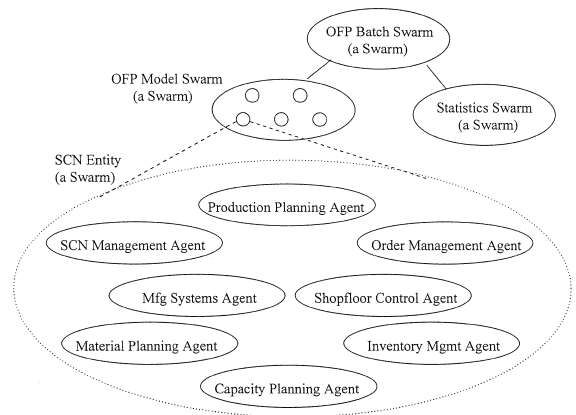 OFP Batch Swarm
(a Swarm)
OFP Model Swarm
(a Swarm)
Statistics Swarm
(a Swarm)
SCN Entity
(a Swarm)
Production Planning Agent
SCN Management Agent
Order Management Agent
Mfg Systems Agent
Shopfloor Control Agent
Material Planning Agent
Inventory Mgmt Agent
Capacity Planning Agent